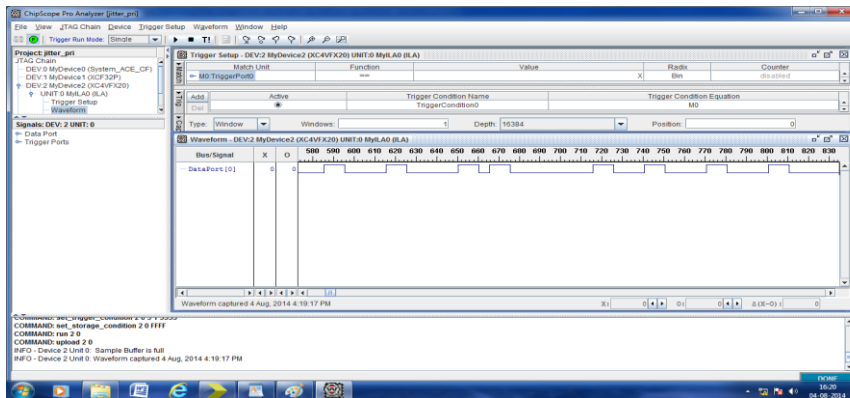 ChipScope Pro Analyzer [jitter_pri]
File View JTAG Chain Device Trigger Setup Waveform Window Help
Trigger Run Mode: Single T!
Project: jitter_pri
JTAG Chain
DEV:0 MyDevice0 (System_ACE_CF)
DEV:1 MyDevice1 (XCF32P)
DEV:2 MyDevice2 (XC4VFX20)
UNIT:0 MyILA0 (ILA)
Trigger Setup
Waveform
Signals: DEV: 2 UNIT: 0
Data Port
Trigger Ports
Trigger Setup - DEV:2 MyDevice2 (XC4VFX20) UNIT:0 MyILA0 (ILA)
Match
Match Unit Function Value Radix Counter
M0:TriggerPort0 == X Bin disabled
Trig
Add Active Trigger Condition Name Trigger Condition Equation
Del TriggerCondition0 M0
Cap
Type: Window Windows: 1 Depth: 16384 Position: 0
Waveform - DEV:2 MyDevice2 (XC4VFX20) UNIT:0 MyILA0 (ILA)
Bus/Signal X O 580 590 600 610 620 630 640 650 660 670 680 690 700 710 720 730 740 750 760 770 780 790 800 810 820 830
DataPort[0] 0 0
Waveform captured 4 Aug, 2014 4:19:17 PM X: 0 O: 0 Δ(X-O): 0
COMMAND: set_storage_condition 2 0 FFFF
COMMAND: run 2 0
COMMAND: upload 2 0
INFO - Device 2 Unit 0: Sample Buffer is full
INFO - Device 2 Unit 0: Waveform captured 4 Aug, 2014 4:19:17 PM
DONE
16:20
04-08-2014